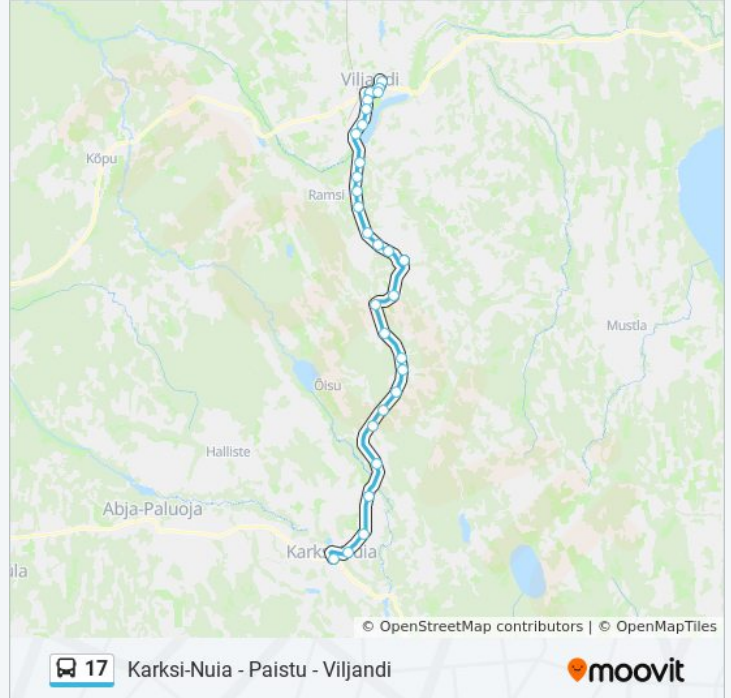 Viljandi
Kõpu
Ramsi
Mustla
Õisu
Halliste
Abja-Paluoja
Karksi-Nuia
ula
© OpenStreetMap contributors | © OpenMapTiles
17 Karksi-Nuia - Paistu - Viljandi
moovit